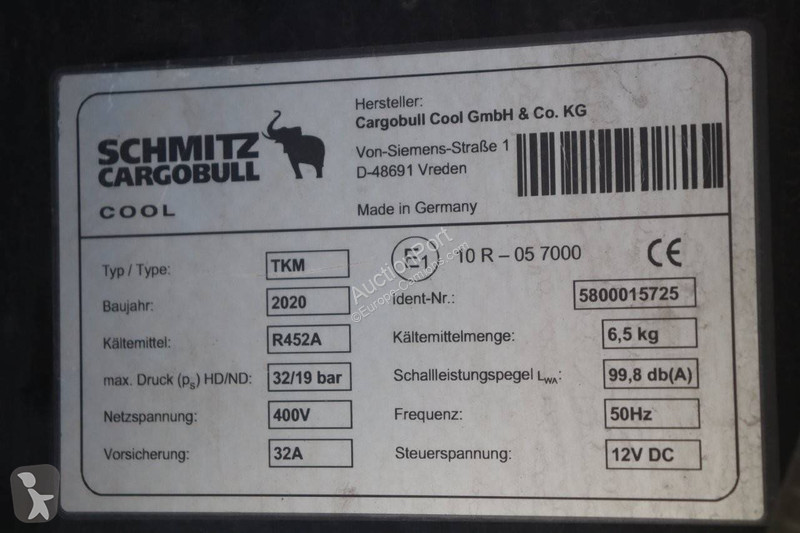 SCHMITZ
CARGOBULL
COOL
Hersteller:
Cargobull Cool GmbH & Co. KG
Von-Siemens-Straße 1
D-48691 Vreden
Made in Germany
Typ / Type: TKM
E1 10 R – 05 7000 CE
Baujahr: 2020
ident-Nr.: 5800015725
Kältemittel: R452A
Kältemittelmenge: 6,5 kg
max. Druck (ps) HD/ND: 32/19 bar
Schallleistungspegel LWA: 99,8 db(A)
Netzspannung: 400V
Frequenz: 50Hz
Vorsicherung: 32A
Steuerspannung: 12V DC
AuctionPort